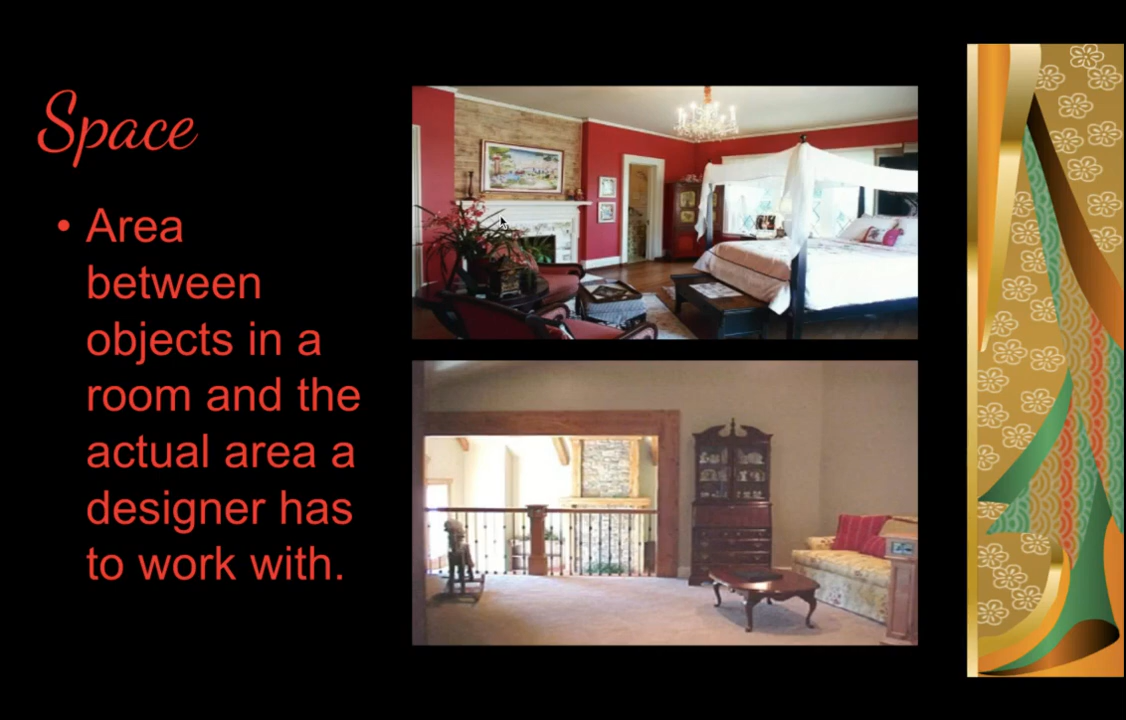 Space
• Area
between
objects in a
room and the
actual area a
designer has
to work with.